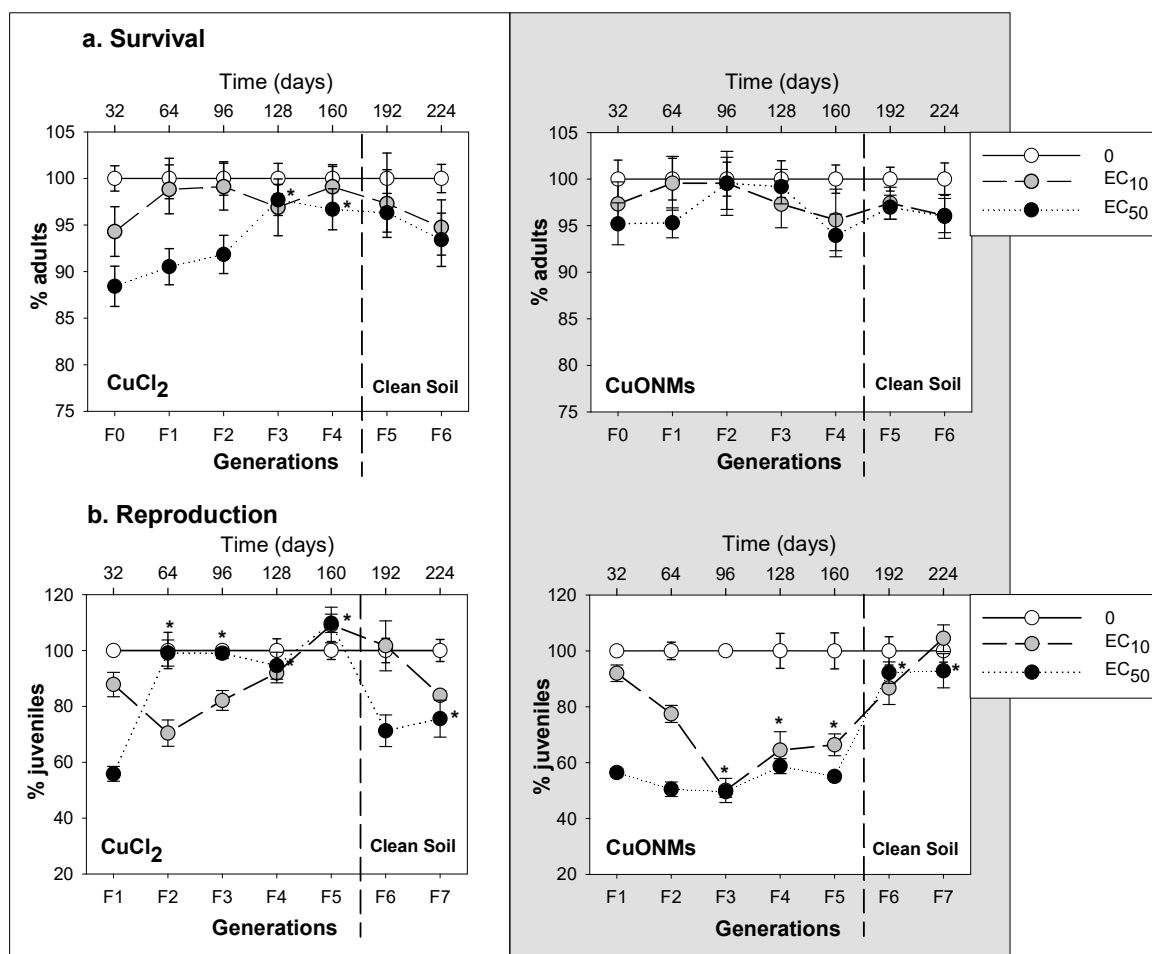 a. Survival
Time (days)
32 64 96 128 160 192 224
105
100
95
90
85
80
75
% adults
* *
CuCl2
Clean Soil
F0 F1 F2 F3 F4 F5 F6
Generations
Time (days)
32 64 96 128 160 192 224
105
100
95
90
85
80
75
% adults
CuONMs
Clean Soil
F0 F1 F2 F3 F4 F5 F6
Generations
0
EC10
EC50
b. Reproduction
Time (days)
32 64 96 128 160 192 224
120
100
80
60
40
20
% juveniles
* * * * *
CuCl2
Clean Soil
F1 F2 F3 F4 F5 F6 F7
Generations
Time (days)
32 64 96 128 160 192 224
120
100
80
60
40
20
% juveniles
* * * * *
CuONMs
Clean Soil
F1 F2 F3 F4 F5 F6 F7
Generations
0
EC10
EC50